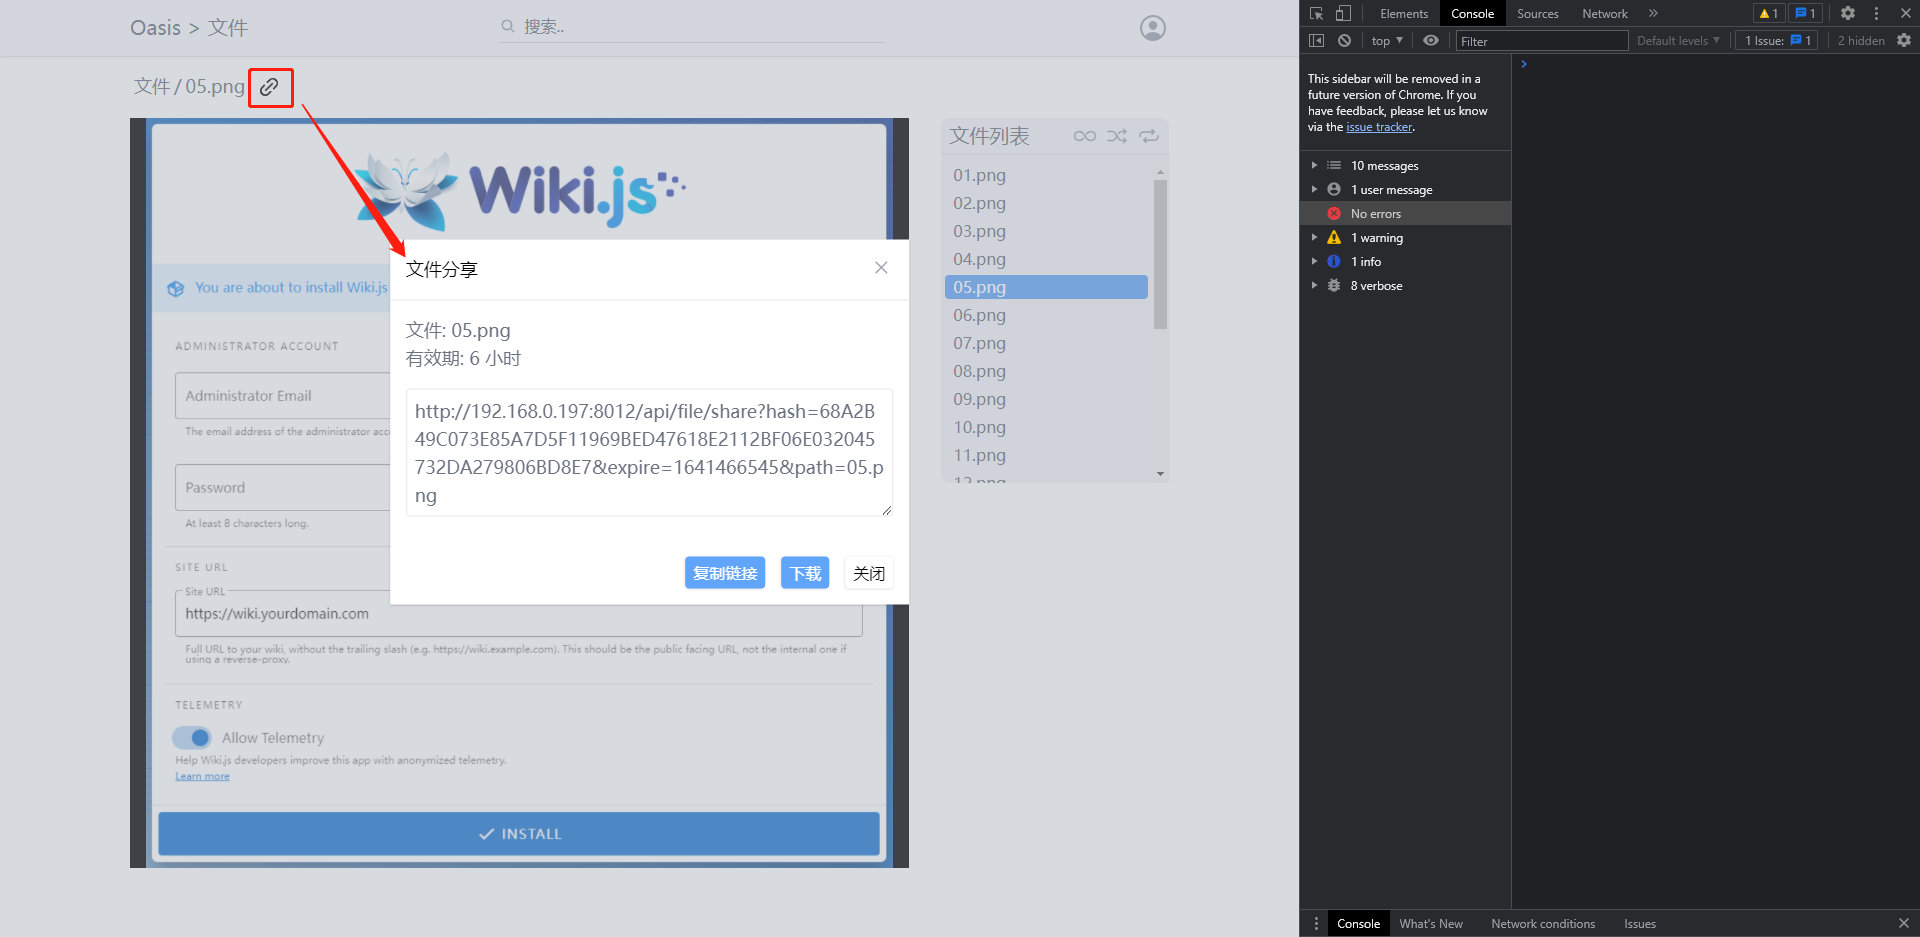 Oasis > 文件
搜索..
文件 / 05.png
Wiki.js
You are about to install Wiki.js
ADMINISTRATOR ACCOUNT
Administrator Email
The email address of the administrator acc
Password
At least 8 characters long.
SITE URL
Site URL
https://wiki.yourdomain.com
Full URL to your wiki, without the trailing slash (e.g. https://wiki.example.com). This should be the public facing URL, not the internal one if
using a reverse-proxy.
TELEMETRY
Allow Telemetry
Help Wiki.js developers improve this app with anonymized telemetry.
Learn more
INSTALL
文件分享
文件: 05.png
有效期: 6 小时
http://192.168.0.197:8012/api/file/share?hash=68A2B
49C073E85A7D5F11969BED47618E2112BF06E032045
732DA279806BD8E7&expire=1641466545&path=05.p
ng
复制链接 下载 关闭
文件列表
01.png
02.png
03.png
04.png
05.png
06.png
07.png
08.png
09.png
10.png
11.png
12.png
Elements Console Sources Network » 1 1
top Filter Default levels 1 Issue: 1 2 hidden
This sidebar will be removed in a
future version of Chrome. If you
have feedback, please let us know
via the issue tracker.
10 messages
1 user message
No errors
1 warning
1 info
8 verbose
Console What's New Network conditions Issues